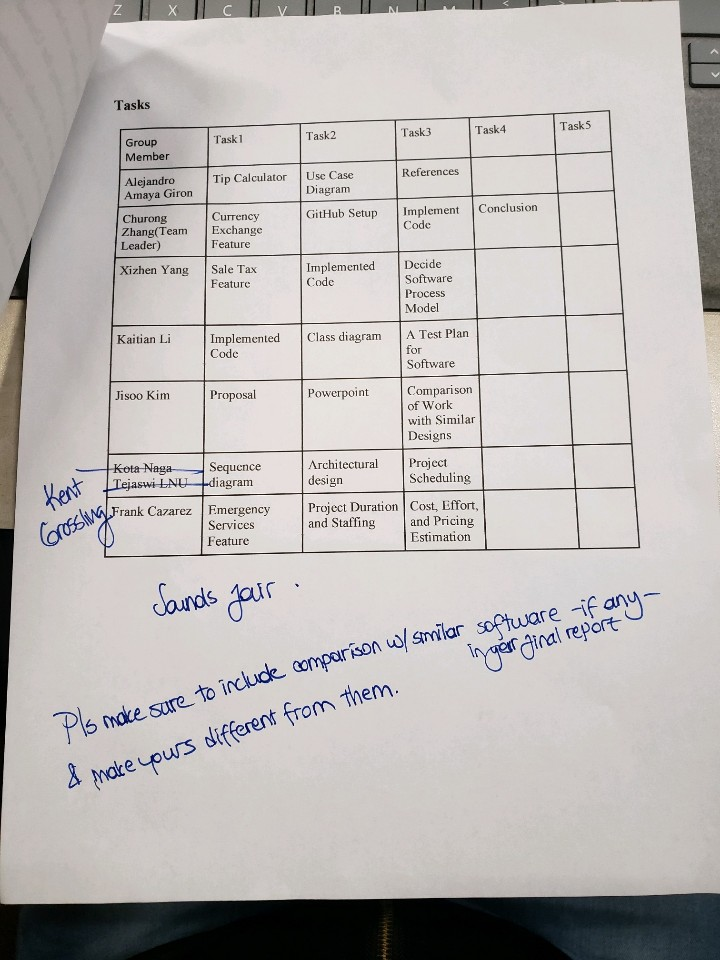 Z X C V B N M < >
Tasks
Group Member | Task1 | Task2 | Task3 | Task4 | Task5
Alejandro Amaya Giron | Tip Calculator | Use Case Diagram | References
Churong Zhang(Team Leader) | Currency Exchange Feature | GitHub Setup | Implement Code | Conclusion
Xizhen Yang | Sale Tax Feature | Implemented Code | Decide Software Process Model
Kaitian Li | Implemented Code | Class diagram | A Test Plan for Software
Jisoo Kim | Proposal | Powerpoint | Comparison of Work with Similar Designs
Kota Naga Tejaswi LNU | Sequence diagram | Architectural design | Project Scheduling
Kent Crossling
Frank Cazarez | Emergency Services Feature | Project Duration and Staffing | Cost, Effort, and Pricing Estimation
Sounds fair.
Pls make sure to include comparison w/ similar software -if any-
in your final report
& make yours different from them.